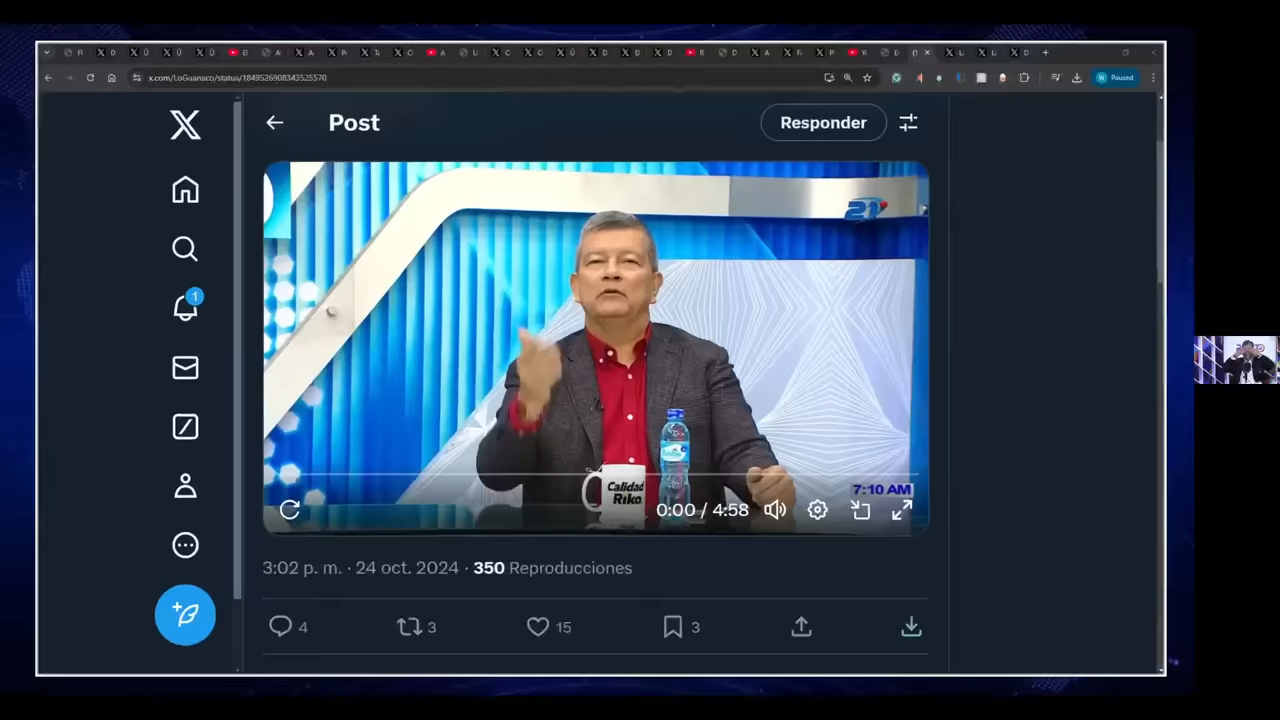 x.com/LoGuanaco/status/1849526908343525570
Paused
1
Post
Responder
21
Calidad
Riko
7:10 AM
0:00 / 4:58
3:02 p. m. · 24 oct. 2024 · 350 Reproducciones
4
3
15
3